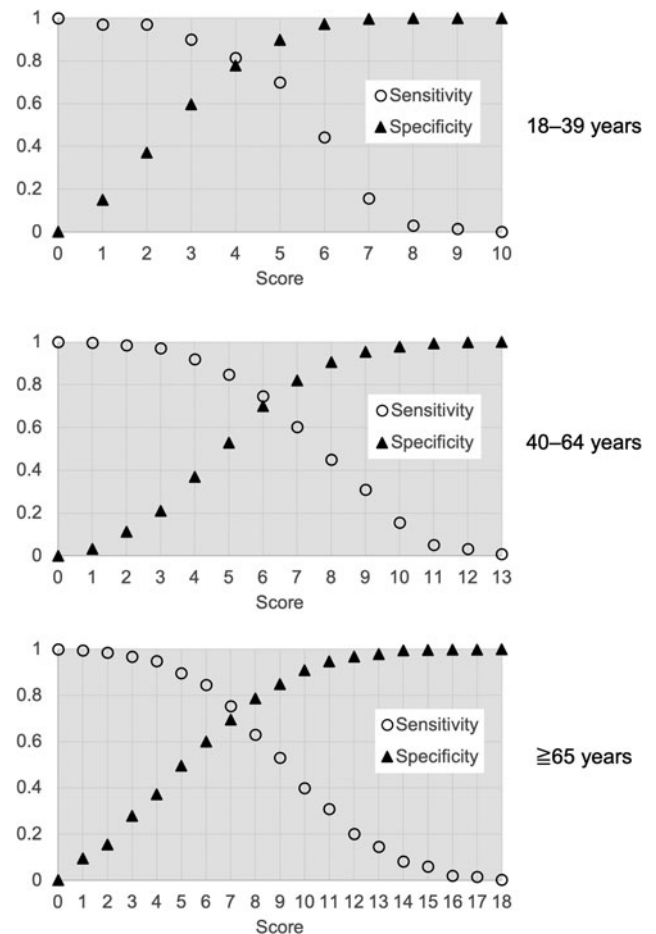 1
0.8
0.6
0.4
0.2
0
Sensitivity
Specificity
0 1 2 3 4 5 6 7 8 9 10
Score
18–39 years
1
0.8
0.6
0.4
0.2
0
Sensitivity
Specificity
0 1 2 3 4 5 6 7 8 9 10 11 12 13
Score
40–64 years
1
0.8
0.6
0.4
0.2
0
Sensitivity
Specificity
0 1 2 3 4 5 6 7 8 9 10 11 12 13 14 15 16 17 18
Score
≧65 years